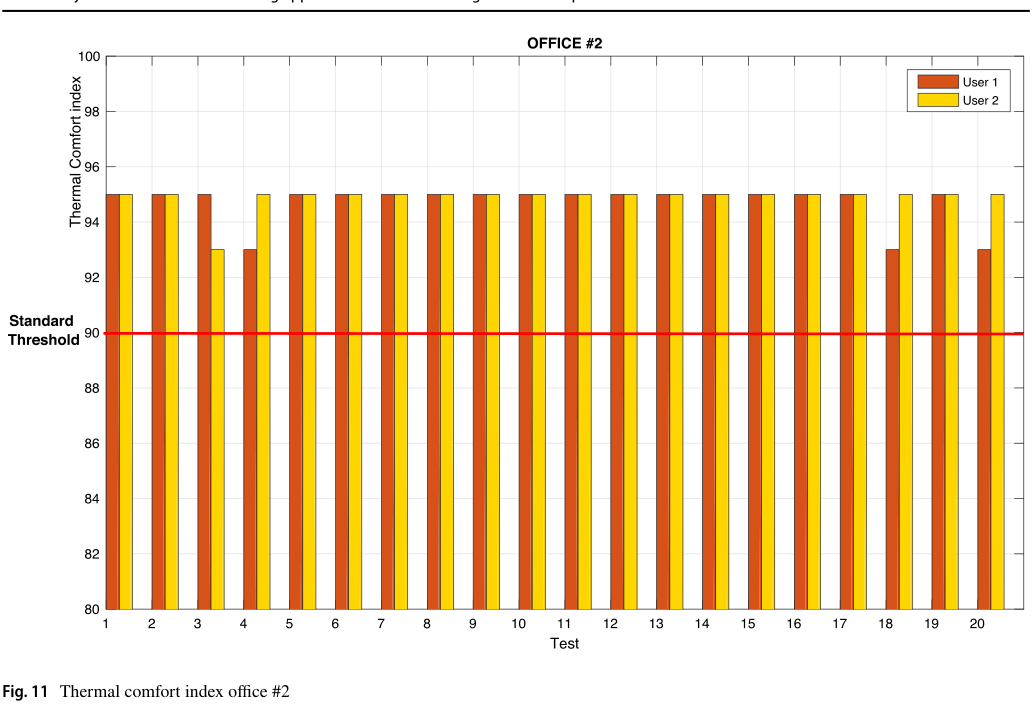 OFFICE #2
Thermal Comfort index
100
98
96
94
92
90
88
86
84
82
80
Standard
Threshold
User 1
User 2
1 2 3 4 5 6 7 8 9 10 11 12 13 14 15 16 17 18 19 20
Test
Fig. 11 Thermal comfort index office #2